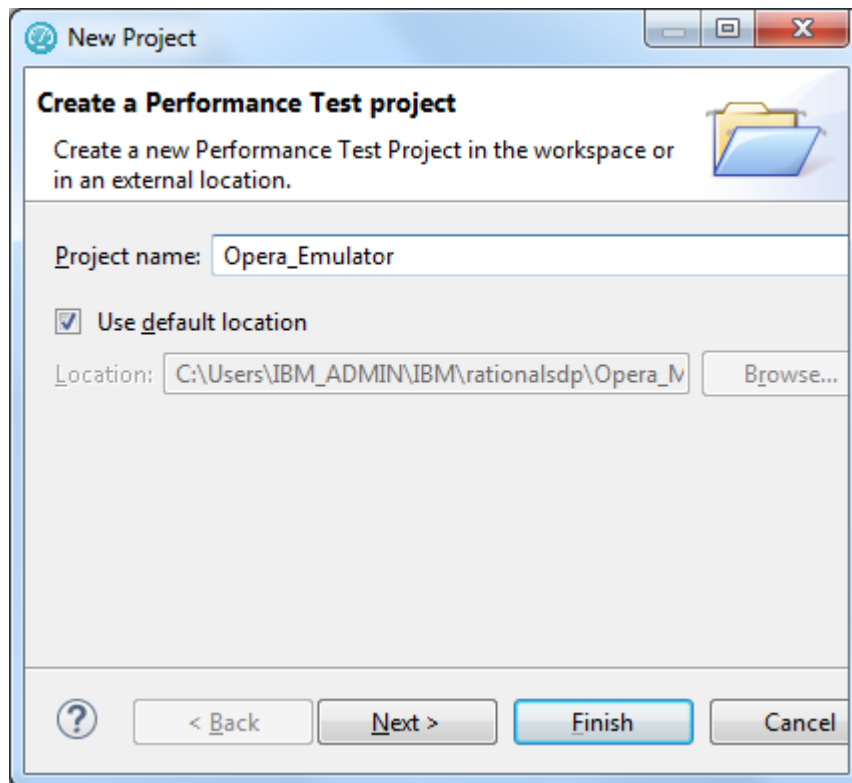 New Project
Create a Performance Test project
Create a new Performance Test Project in the workspace or
in an external location.
Project name: Opera_Emulator
Use default location
Location: C:\Users\IBM_ADMIN\IBM\rationalsdp\Opera_M Browse...
? < Back Next > Finish Cancel